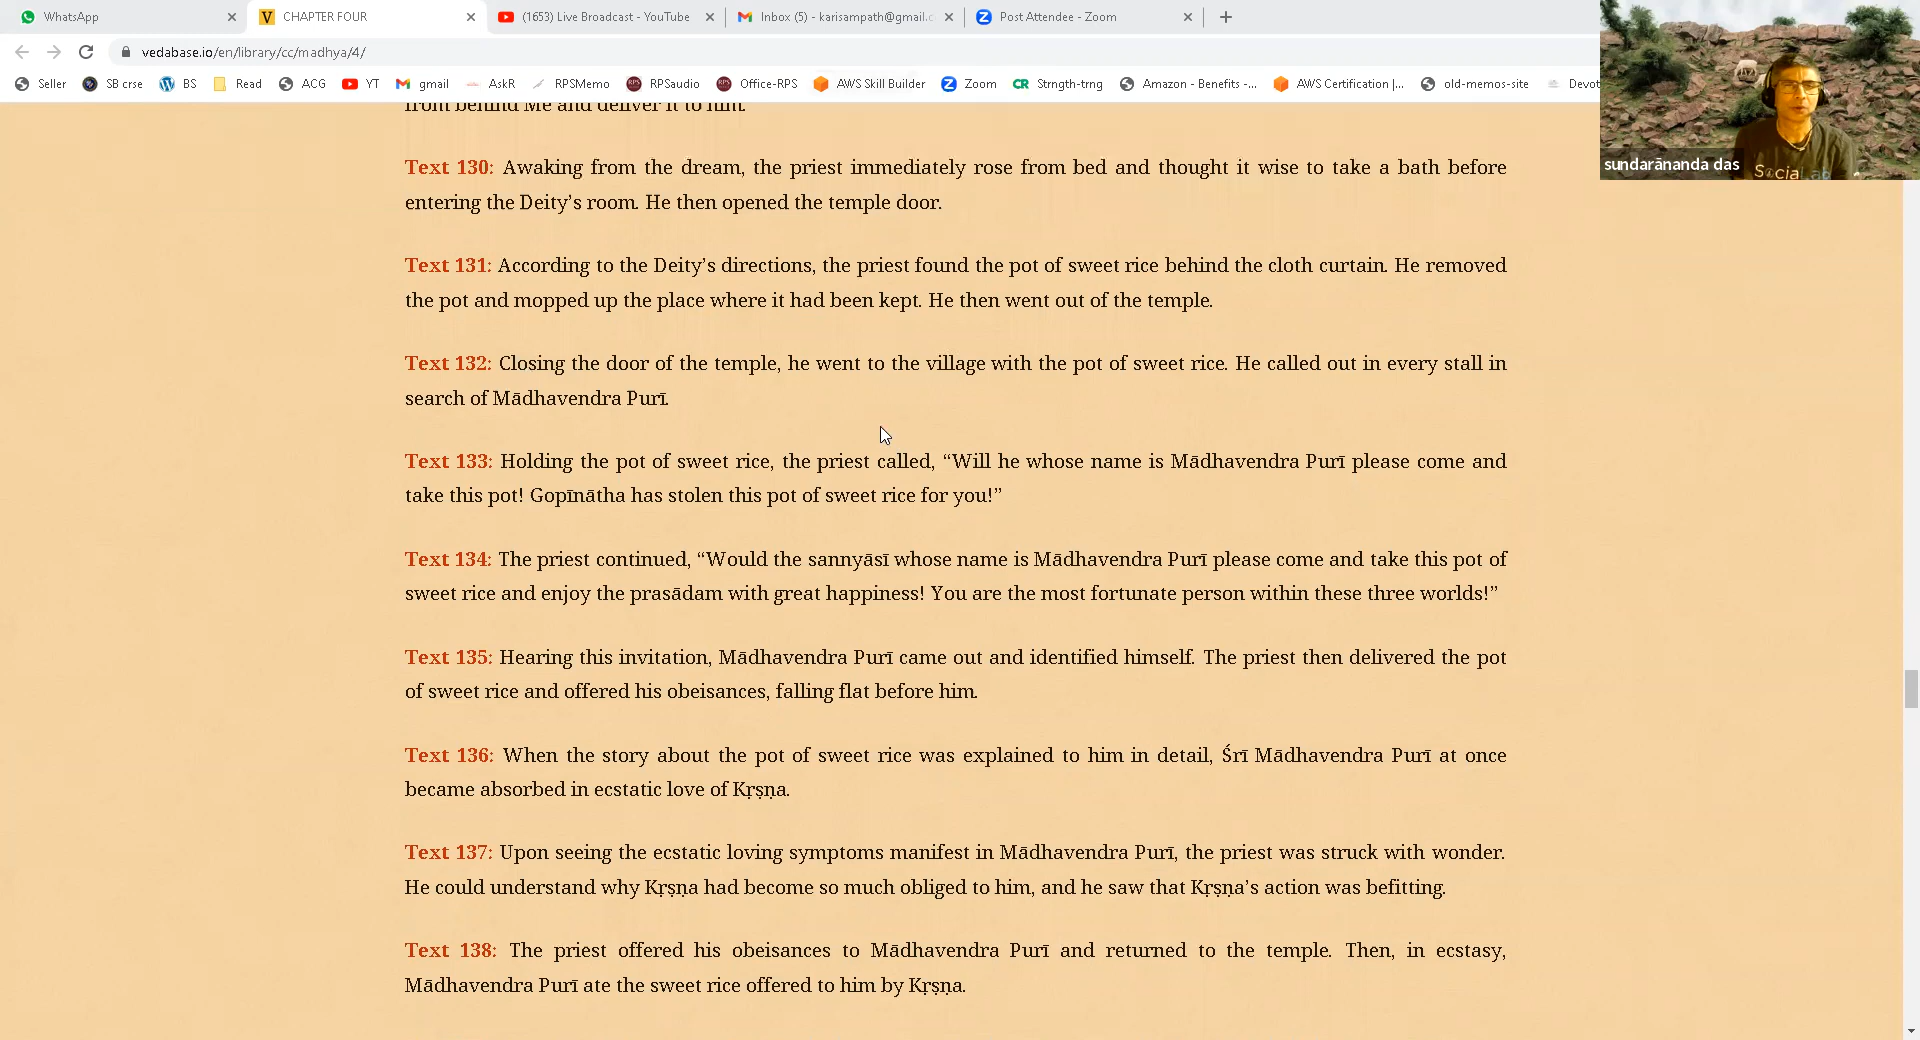 WhatsApp
CHAPTER FOUR
(1653) Live Broadcast - YouTube
Inbox (5) - karisampath@gmail.c
Post Attendee - Zoom
vedabase.io/en/library/cc/madhya/4/
Seller SB crse BS Read ACG YT gmail AskR RPSMemo RPSaudio Office-RPS AWS Skill Builder Zoom Strngth-trng Amazon - Benefits -... AWS Certification |... old-memos-site Devot
sundarānanda das
SociaLab
from behind Me and deliver it to him.
Text 130: Awaking from the dream, the priest immediately rose from bed and thought it wise to take a bath before
entering the Deity’s room. He then opened the temple door.
Text 131: According to the Deity’s directions, the priest found the pot of sweet rice behind the cloth curtain. He removed
the pot and mopped up the place where it had been kept. He then went out of the temple.
Text 132: Closing the door of the temple, he went to the village with the pot of sweet rice. He called out in every stall in
search of Mādhavendra Purī.
Text 133: Holding the pot of sweet rice, the priest called, “Will he whose name is Mādhavendra Purī please come and
take this pot! Gopīnātha has stolen this pot of sweet rice for you!”
Text 134: The priest continued, “Would the sannyāsī whose name is Mādhavendra Purī please come and take this pot of
sweet rice and enjoy the prasādam with great happiness! You are the most fortunate person within these three worlds!”
Text 135: Hearing this invitation, Mādhavendra Purī came out and identified himself. The priest then delivered the pot
of sweet rice and offered his obeisances, falling flat before him.
Text 136: When the story about the pot of sweet rice was explained to him in detail, Śrī Mādhavendra Purī at once
became absorbed in ecstatic love of Kṛṣṇa.
Text 137: Upon seeing the ecstatic loving symptoms manifest in Mādhavendra Purī, the priest was struck with wonder.
He could understand why Kṛṣṇa had become so much obliged to him, and he saw that Kṛṣṇa’s action was befitting.
Text 138: The priest offered his obeisances to Mādhavendra Purī and returned to the temple. Then, in ecstasy,
Mādhavendra Purī ate the sweet rice offered to him by Kṛṣṇa.